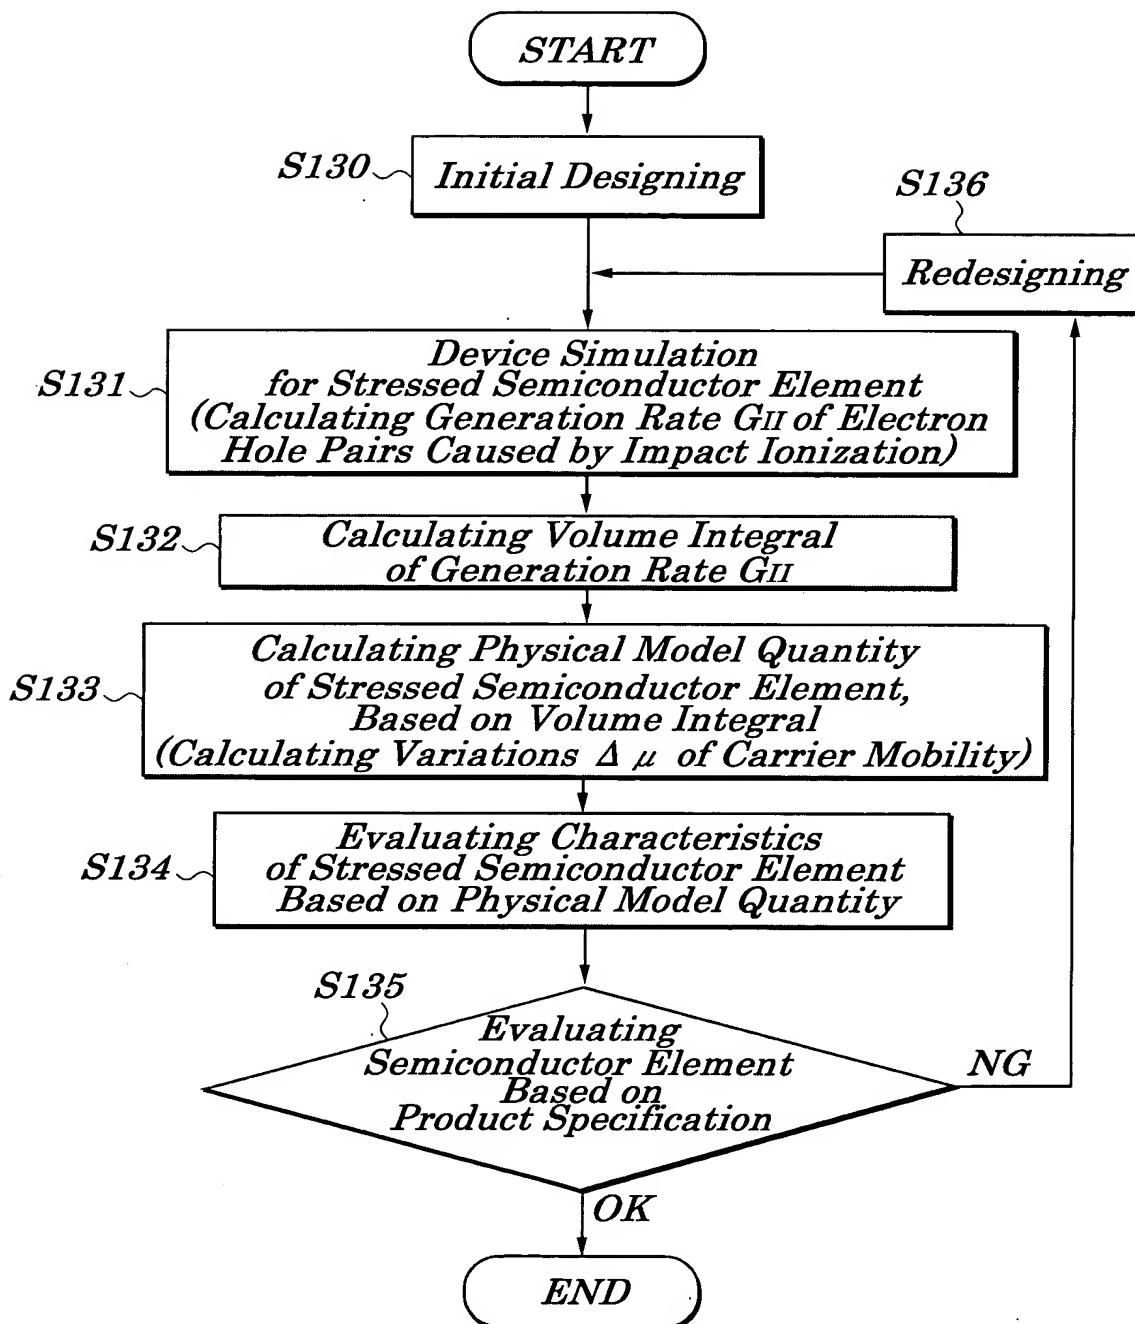 START
S130
Initial Designing
S136
Redesigning
S131
Device Simulation
for Stressed Semiconductor Element
(Calculating Generation Rate GII of Electron
Hole Pairs Caused by Impact Ionization)
S132
Calculating Volume Integral
of Generation Rate GII
S133
Calculating Physical Model Quantity
of Stressed Semiconductor Element,
Based on Volume Integral
(Calculating Variations Δ μ of Carrier Mobility)
S134
Evaluating Characteristics
of Stressed Semiconductor Element
Based on Physical Model Quantity
S135
Evaluating
Semiconductor Element
Based on
Product Specification
NG
OK
END